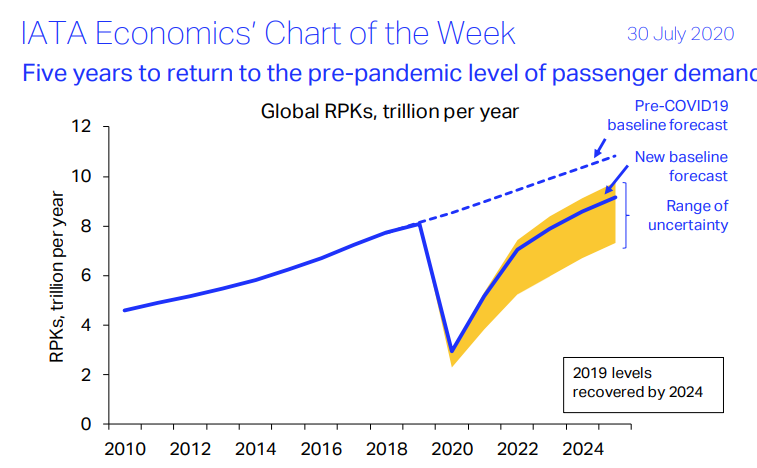 IATA Economics' Chart of the Week
30 July 2020
Five years to return to the pre-pandemic level of passenger demand
Global RPKs, trillion per year
Pre-COVID19
baseline forecast
New baseline
forecast
Range of
uncertainty
RPKs, trillion per year
12
10
8
6
4
2
0
2019 levels
recovered by 2024
2010 2012 2014 2016 2018 2020 2022 2024